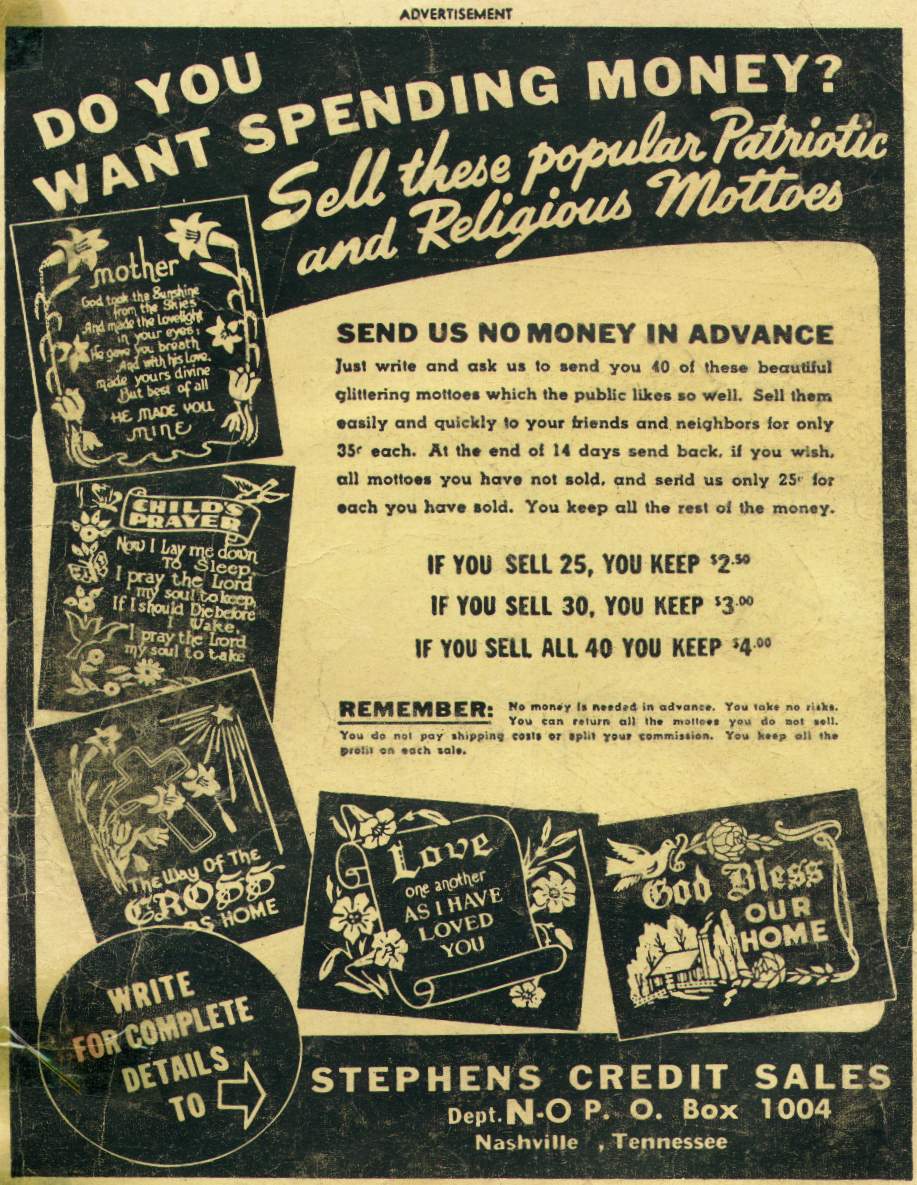 ADVERTISEMENT
DO YOU
WANT SPENDING MONEY?
Sell these popular Patriotic
and Religious Mottoes
mother
God took the Sunshine
from the Skies
And made the Lovelight
in your eyes;
He gave you breath
And with his Love.
made yours divine
But best of all
HE MADE YOU
MINE
CHILD'S
PRAYER
Now I Lay me down
To Sleep,
I pray the Lord
my soul to keep,
If I should Die before
I Wake,
I pray the Lord
my soul to take
The Way Of The
CROSS
DS HOME
SEND US NO MONEY IN ADVANCE
Just write and ask us to send you 40 of these beautiful
glittering mottoes which the public likes so well. Sell them
easily and quickly to your friends and neighbors for only
35c each. At the end of 14 days send back, if you wish,
all mottoes you have not sold, and send us only 25c for
each you have sold. You keep all the rest of the money.
IF YOU SELL 25, YOU KEEP $2.50
IF YOU SELL 30, YOU KEEP $3.00
IF YOU SELL ALL 40 YOU KEEP $4.00
REMEMBER: No money is needed in advance. You take no risks.
You can return all the mottoes you do not sell.
You do not pay shipping costs or split your commission. You keep all the
profit on each sale.
Love
one another
AS I HAVE
LOVED
YOU
God Bless
OUR
HOME
WRITE
FOR COMPLETE
DETAILS
TO
STEPHENS CREDIT SALES
Dept. N-O P. O. Box 1004
Nashville , Tennessee